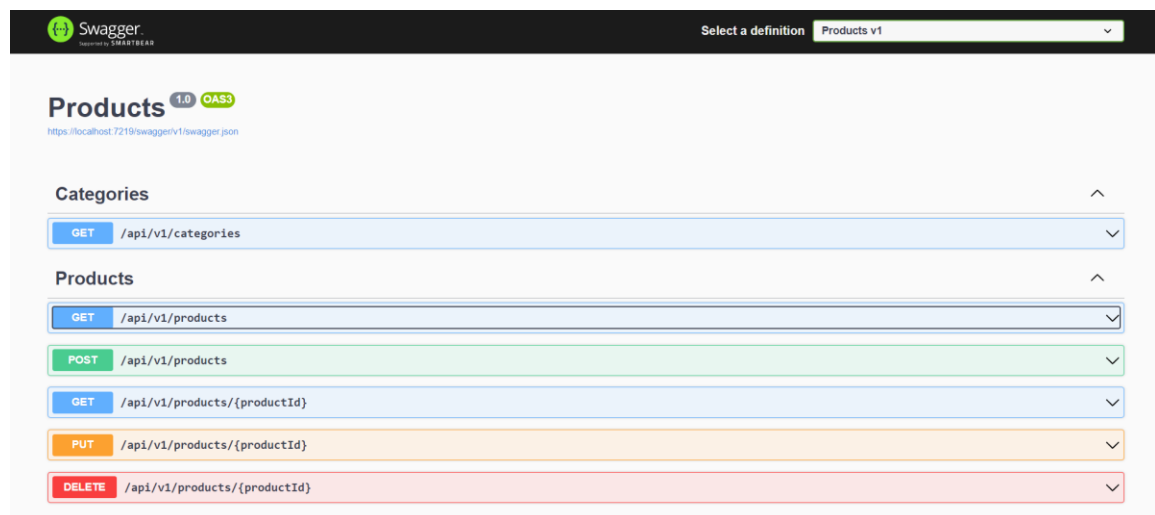 Swagger.
Supported by SMARTBEAR
Select a definition Products v1
Products 1.0 OAS3
https://localhost:7219/swagger/v1/swagger.json
Categories
GET /api/v1/categories
Products
GET /api/v1/products
POST /api/v1/products
GET /api/v1/products/{productId}
PUT /api/v1/products/{productId}
DELETE /api/v1/products/{productId}